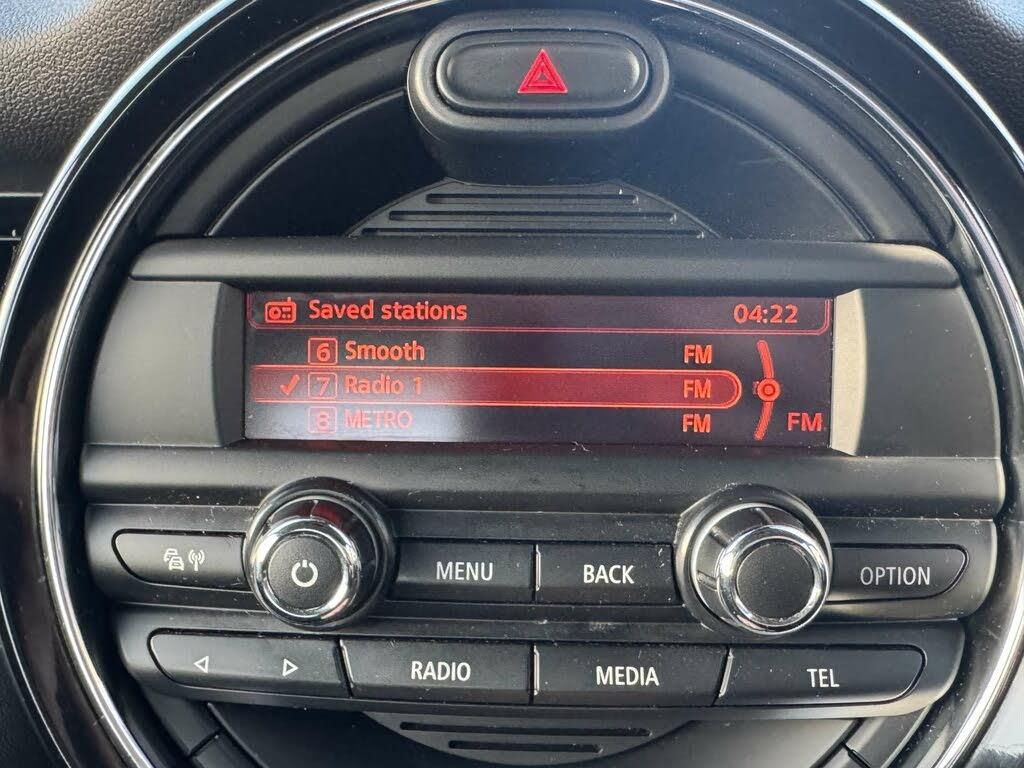 Saved stations 04:22
6 Smooth FM
7 Radio 1 FM
8 METRO FM
FM
MENU BACK OPTION
RADIO MEDIA TEL